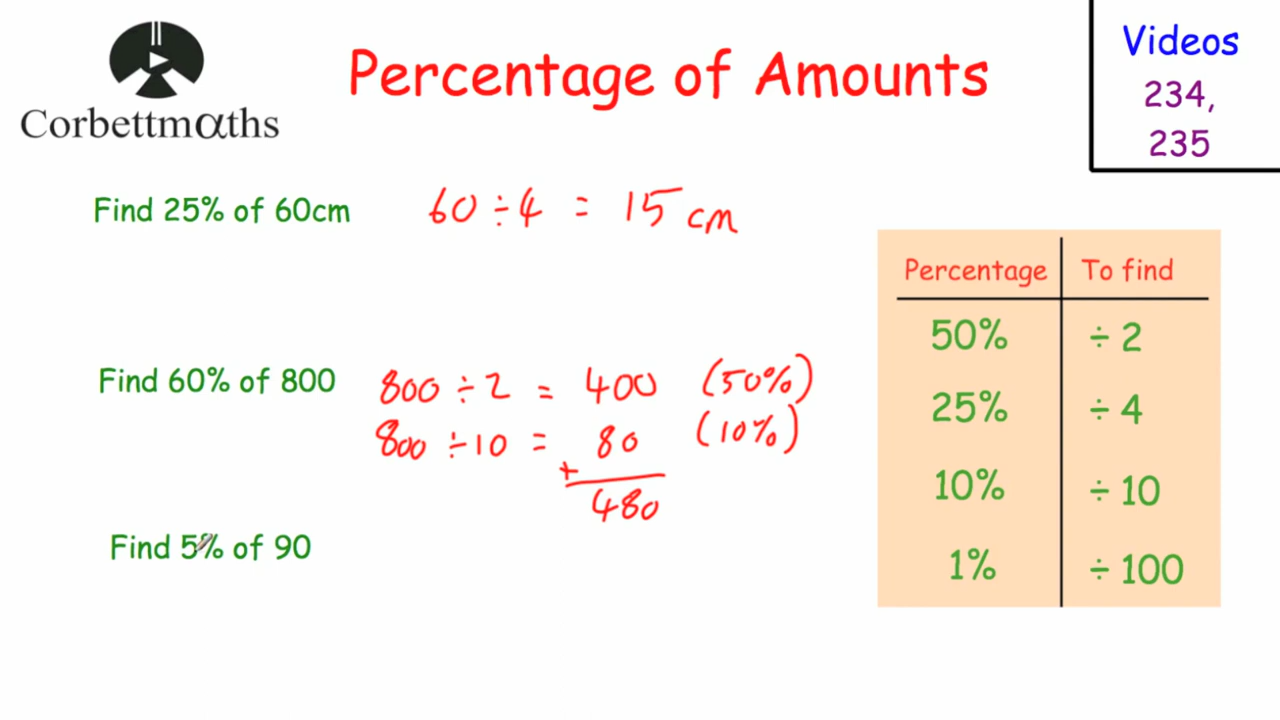 Percentage of Amounts
Corbettmαths
Videos
234,
235
Find 25% of 60cm 60 ÷ 4 = 15 cm
Find 60% of 800 800 ÷ 2 = 400 (50%)
800 ÷ 10 = 80 (10%)
+
480
Find 5% of 90
Percentage To find
50% ÷ 2
25% ÷ 4
10% ÷ 10
1% ÷ 100